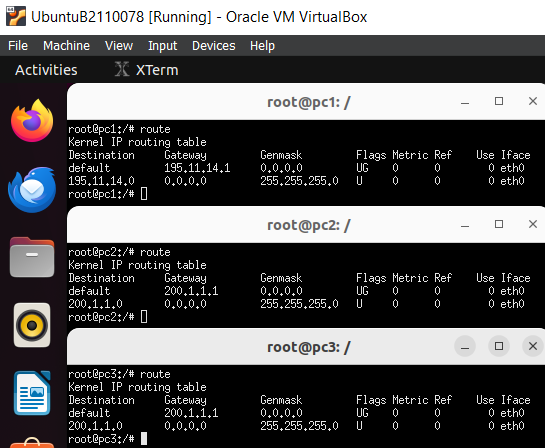 UbuntuB2110078 [Running] - Oracle VM VirtualBox
File Machine View Input Devices Help
Activities XTerm
root@pc1: /
root@pc1:/# route
Kernel IP routing table
Destination Gateway Genmask Flags Metric Ref Use Iface
default 195.11.14.1 0.0.0.0 UG 0 0 0 eth0
195.11.14.0 0.0.0.0 255.255.255.0 U 0 0 0 eth0
root@pc1:/#
root@pc2: /
root@pc2:/# route
Kernel IP routing table
Destination Gateway Genmask Flags Metric Ref Use Iface
default 200.1.1.1 0.0.0.0 UG 0 0 0 eth0
200.1.1.0 0.0.0.0 255.255.255.0 U 0 0 0 eth0
root@pc2:/#
root@pc3: /
root@pc3:/# route
Kernel IP routing table
Destination Gateway Genmask Flags Metric Ref Use Iface
default 200.1.1.1 0.0.0.0 UG 0 0 0 eth0
200.1.1.0 0.0.0.0 255.255.255.0 U 0 0 0 eth0
root@pc3:/#